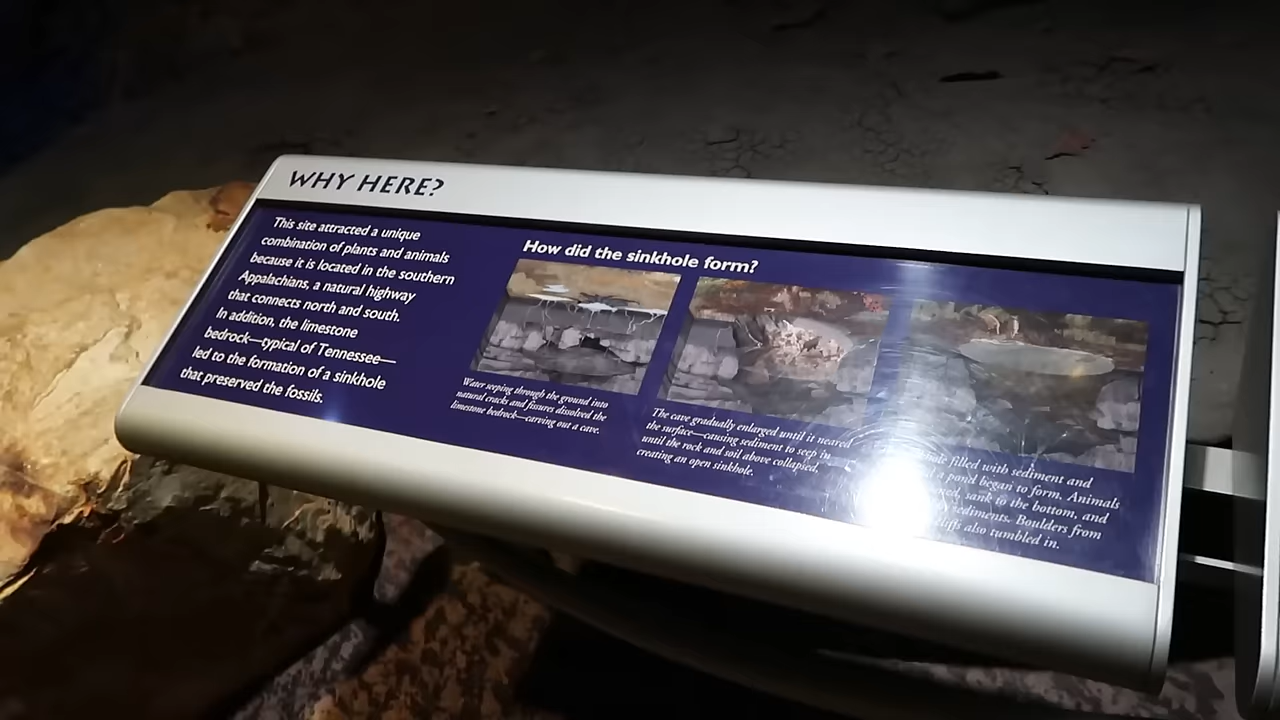 WHY HERE?
This site attracted a unique
combination of plants and animals
because it is located in the southern
Appalachians, a natural highway
that connects north and south.
In addition, the limestone
bedrock—typical of Tennessee—
led to the formation of a sinkhole
that preserved the fossils.
How did the sinkhole form?
Water seeping through the ground into
natural cracks and fissures dissolved the
limestone bedrock—carving out a cave.
The cave gradually enlarged until it neared
the surface—causing sediment to seep in
until the rock and soil above collapsed,
creating an open sinkhole.
filled with sediment and
a pond began to form. Animals
sank to the bottom, and
sediments. Boulders from
cliffs also tumbled in.